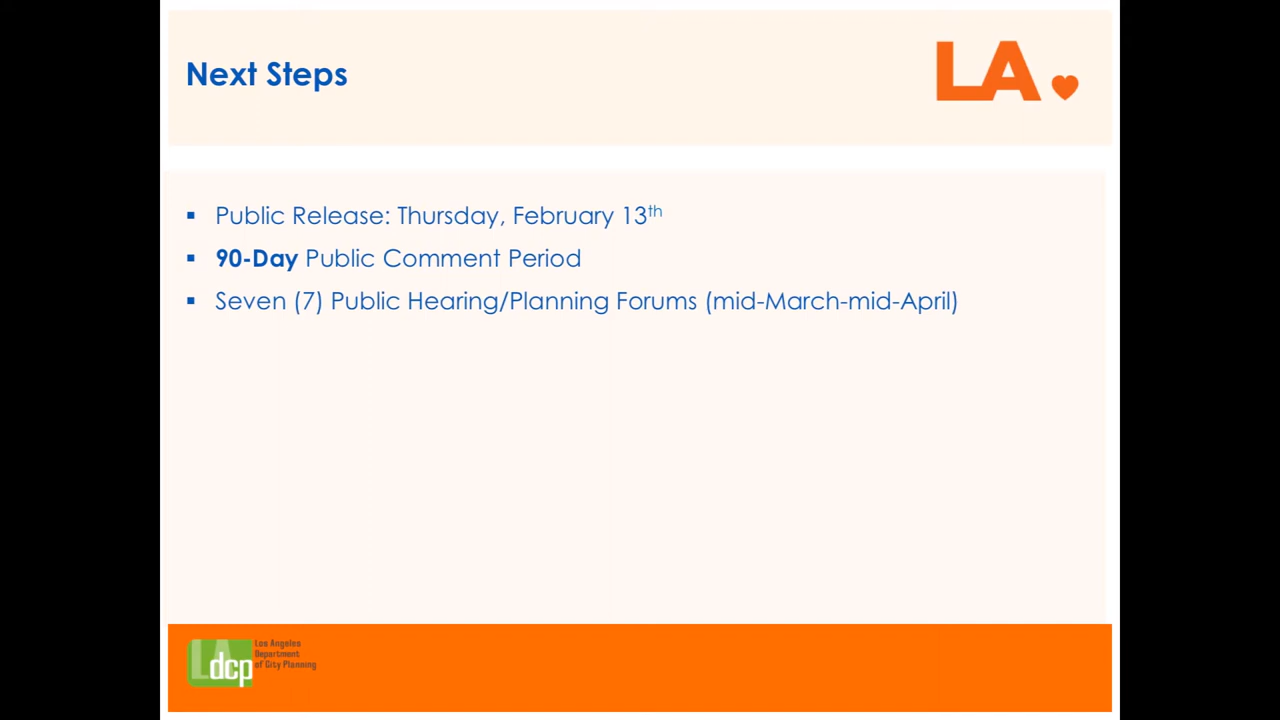 Next Steps
LA
▪ Public Release: Thursday, February 13th
▪ 90-Day Public Comment Period
▪ Seven (7) Public Hearing/Planning Forums (mid-March-mid-April)
LA
dcp
Los Angeles
Department
of City Planning